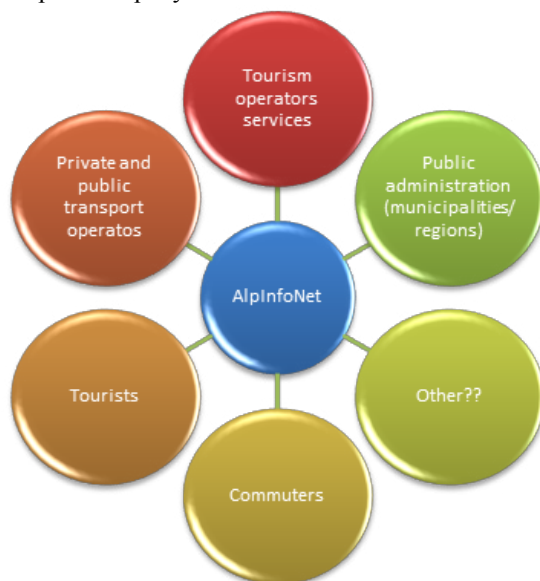 Tourism
operators
services
Private and
public
transport
operatos
Public
administration
(municipalities/
regions)
AlpInfoNet
Tourists
Other??
Commuters